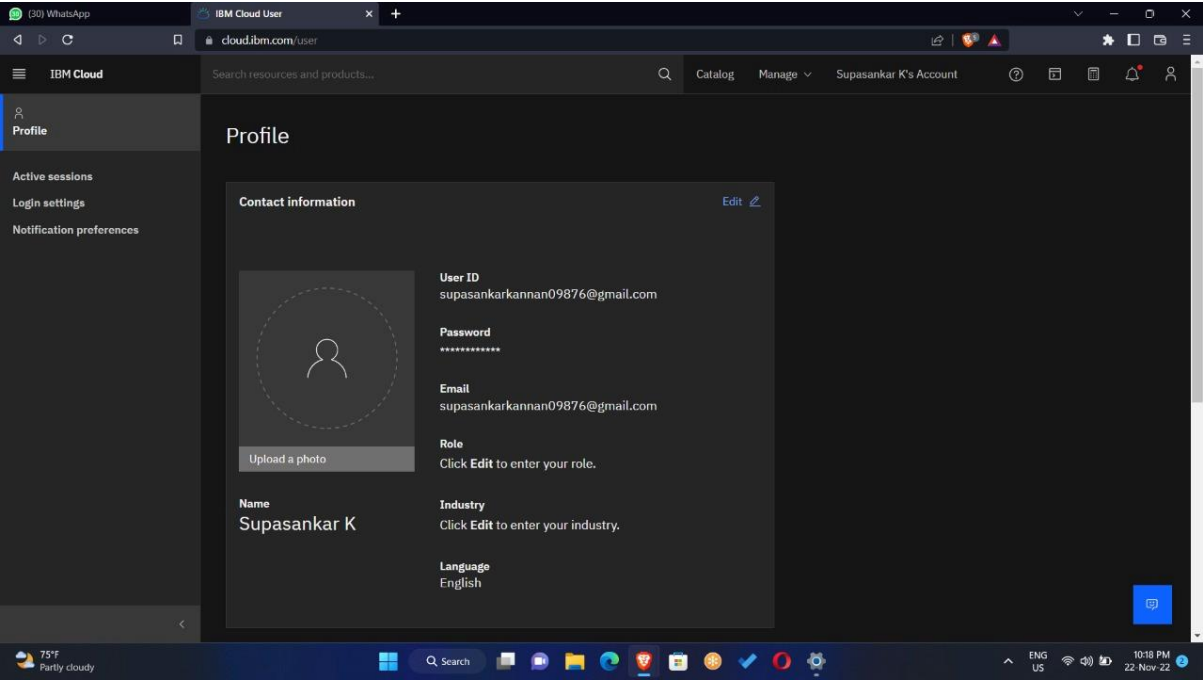 (30) WhatsApp
IBM Cloud User
cloud.ibm.com/user
IBM Cloud
Search resources and products...
Catalog
Manage
Supasankar K's Account
Profile
Active sessions
Login settings
Notification preferences
Profile
Contact information
Edit
User ID
supasankarkannan09876@gmail.com
Password
************
Email
supasankarkannan09876@gmail.com
Role
Click Edit to enter your role.
Upload a photo
Name
Supasankar K
Industry
Click Edit to enter your industry.
Language
English
75°F
Partly cloudy
Search
ENG
US
10:18 PM
22-Nov-22
2